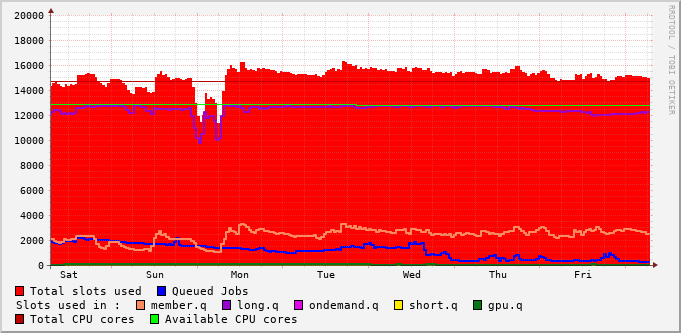 20000
18000
16000
14000
12000
10000
8000
6000
4000
2000
0
Sat Sun Mon Tue Wed Thu Fri
RRDTOOL / TOBI OETIKER
Total slots used Queued Jobs
Slots used in : member.q long.q ondemand.q short.q gpu.q
Total CPU cores Available CPU cores